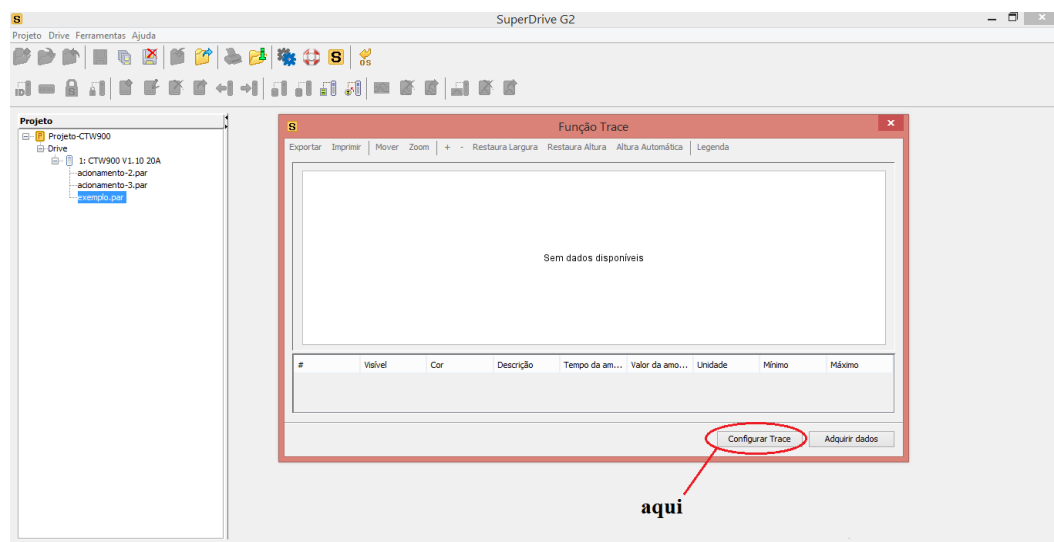 S
SuperDrive G2
Projeto Drive Ferramentas Ajuda
S
OS
ID
S
Projeto
P Projeto-CTW900
Drive
1: CTW900 V1.10 20A
acionamento-2.par
acionamento-3.par
exemplo.par
S
Função Trace
Exportar Imprimir Mover Zoom + - Restaura Largura Restaura Altura Altura Automática Legenda
Sem dados disponíveis
# Visível Cor Descrição Tempo da am... Valor da amo... Unidade Mínimo Máximo
Configurar Trace Adquirir dados
aqui